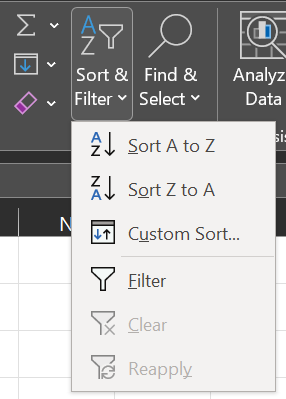 Sort &
Filter
Find &
Select
Analyz
Data
Sort A to Z
Sort Z to A
Custom Sort...
Filter
Clear
Reapply
N